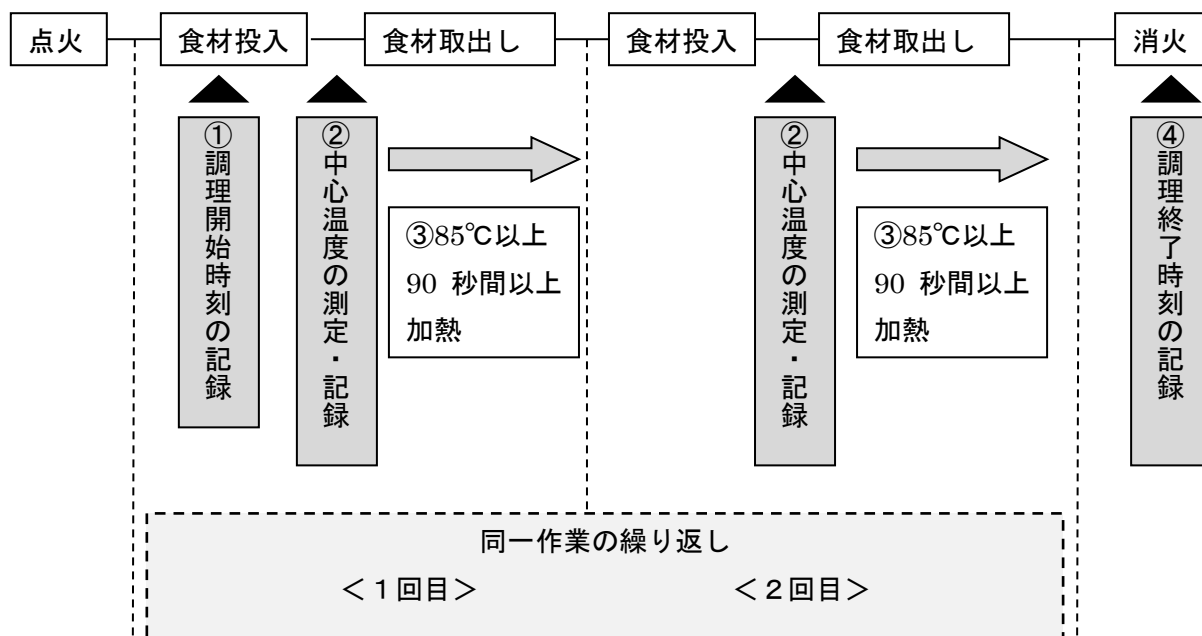 点火
食材投入
食材取出し
食材投入
食材取出し
消火
①調理開始時刻の記録
②中心温度の測定・記録
③85℃以上
90 秒間以上
加熱
②中心温度の測定・記録
③85℃以上
90 秒間以上
加熱
④調理終了時刻の記録
同一作業の繰り返し
＜１回目＞
＜２回目＞